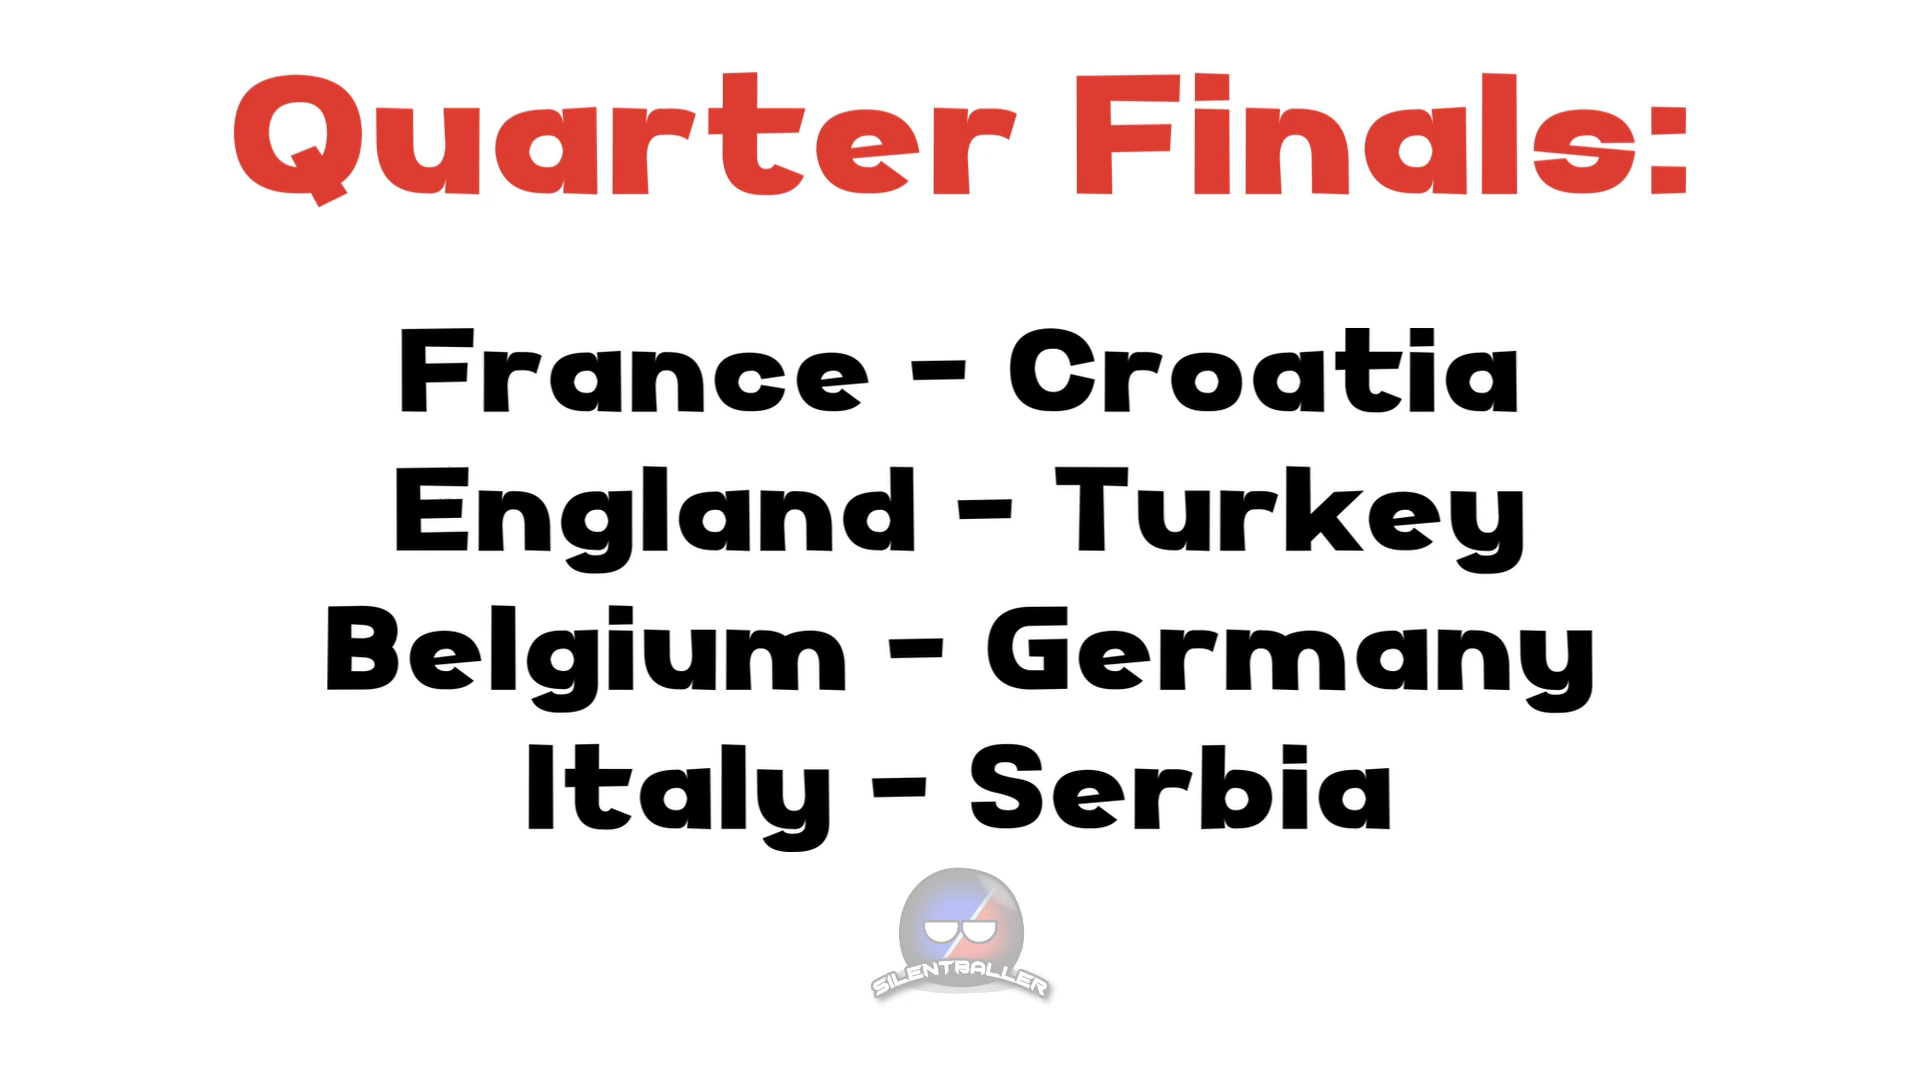 Quarter Finals:
France - Croatia
England - Turkey
Belgium - Germany
Italy - Serbia
SILENTBALLER